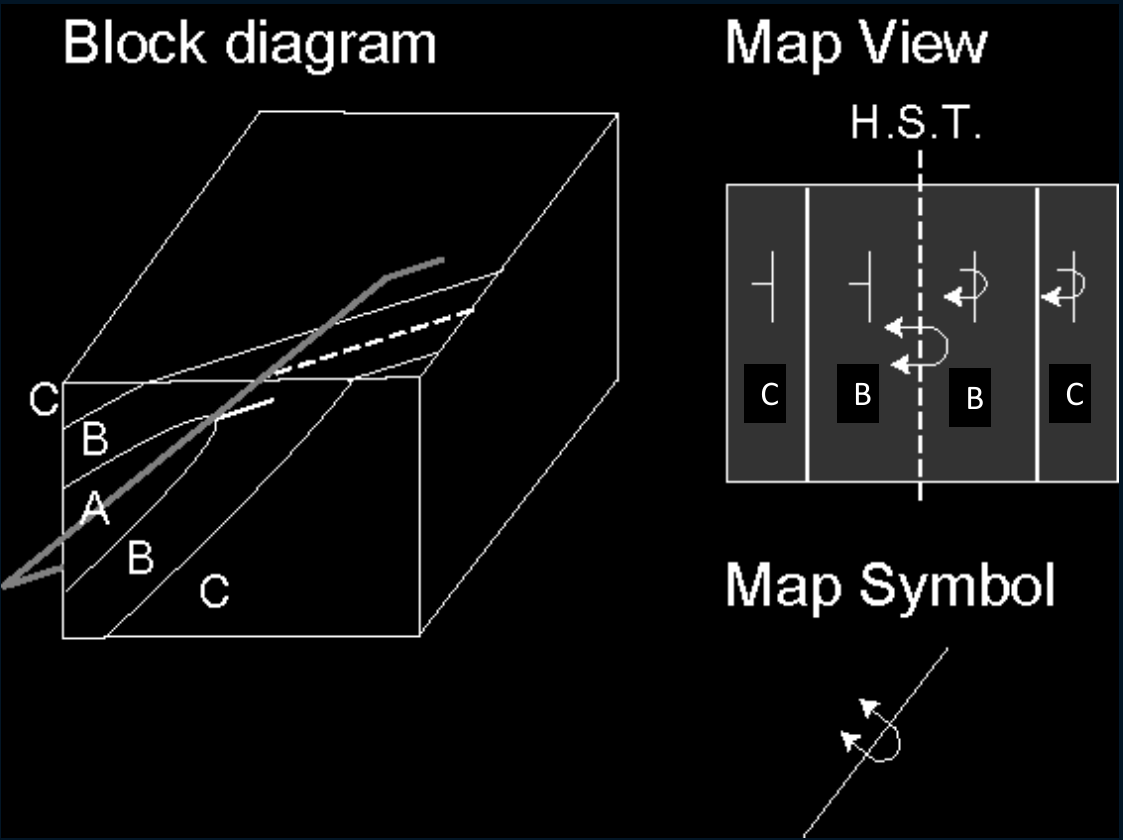 Block diagram
C
B
A
B
C
Map View
H.S.T.
C B B C
Map Symbol